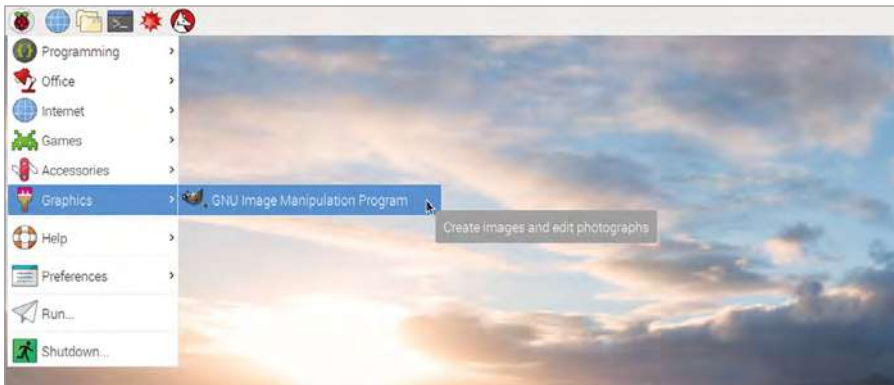 Programming
Office
Internet
Games
Accessories
Graphics
GNU Image Manipulation Program
Create images and edit photographs
Help
Preferences
Run...
Shutdown...